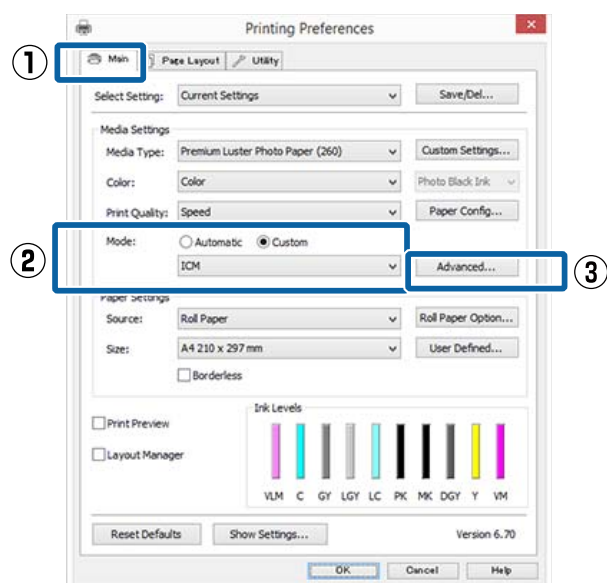 Printing Preferences
① Main Page Layout Utility
Select Setting: Current Settings Save/Del...
Media Settings
Media Type: Premium Luster Photo Paper (260) Custom Settings...
Color: Color Photo Black Ink
Print Quality: Speed Paper Config...
Mode: Automatic Custom
② ICM Advanced... ③
Paper Settings
Source: Roll Paper Roll Paper Option...
Size: A4 210 x 297 mm User Defined...
Borderless
Ink Levels
Print Preview
Layout Manager
VLM C GY LGY LC PK MK DGY Y VM
Reset Defaults Show Settings... Version 6.70
OK Cancel Help